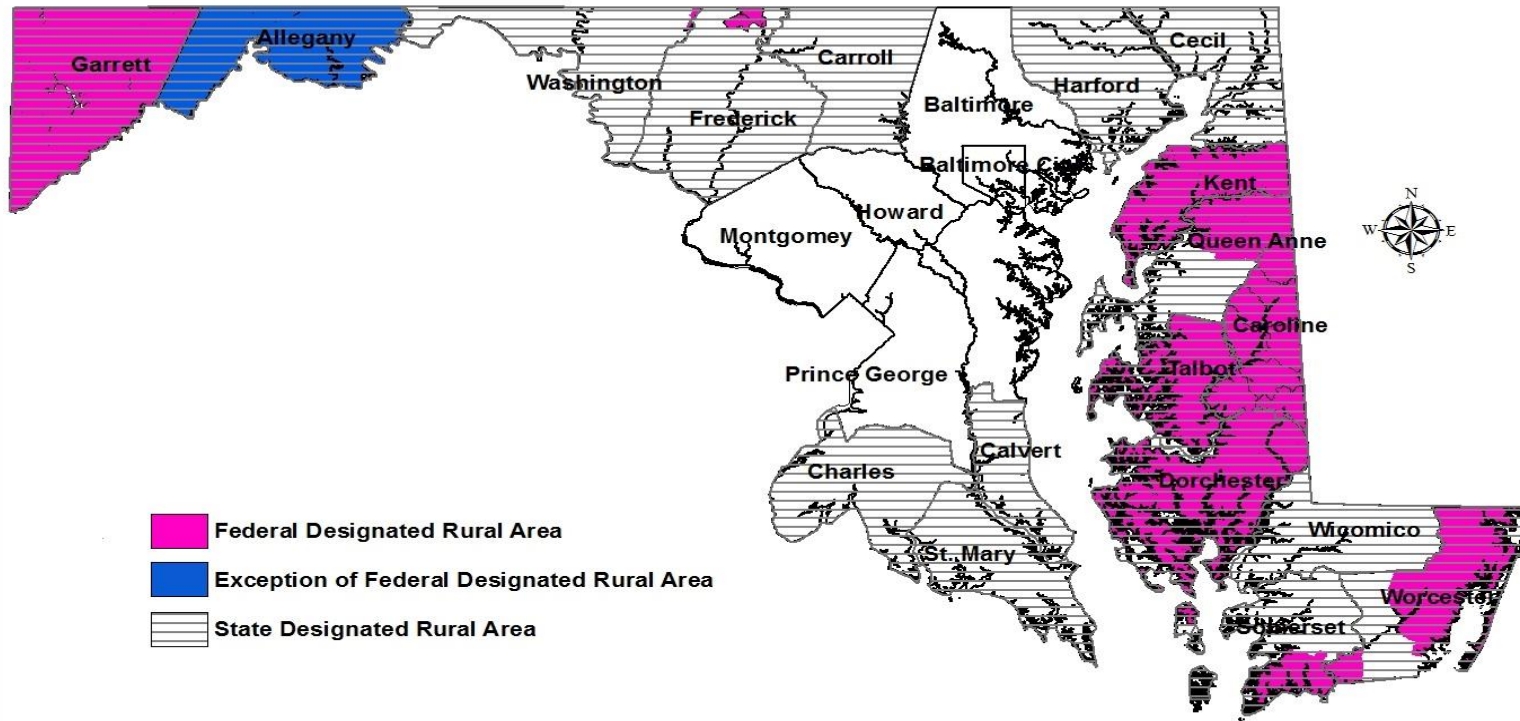 Garrett
Allegany
Washington
Frederick
Carroll
Baltimore
Baltimore Ci
Harford
Cecil
Montgomey
Howard
Prince George
Charles
Calvert
St. Mary
Kent
Queen Anne
Caroline
Talbot
Dorchester
Wicomico
Worcester
Somerset
N
W E
S
Federal Designated Rural Area
Exception of Federal Designated Rural Area
State Designated Rural Area